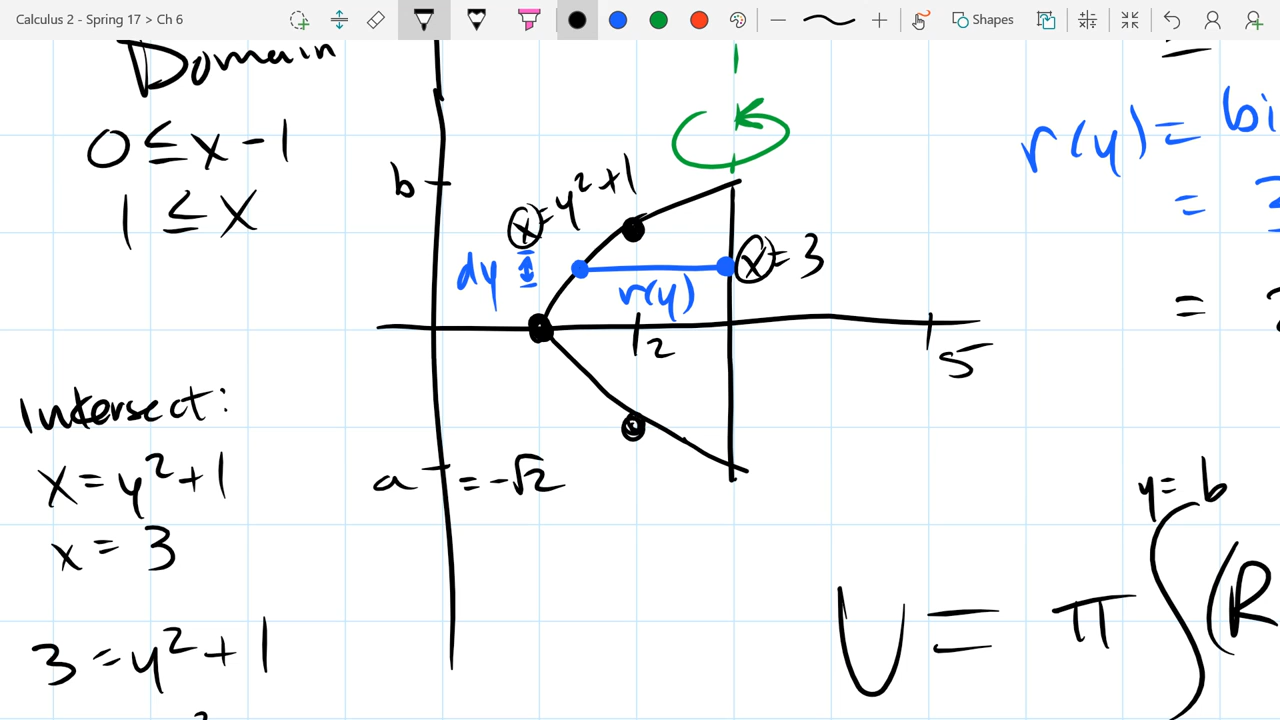 Calculus 2 - Spring 17 > Ch 6
Shapes
Domain
0 ≤ x - 1
1 ≤ x
b
x = y² + 1
dy
r(y)
x = 3
2
5
a = -√2
r(y) = bi
=
=
Intersect:
x = y² + 1
x = 3
3 = y² + 1
y = b
V = π ∫ (R